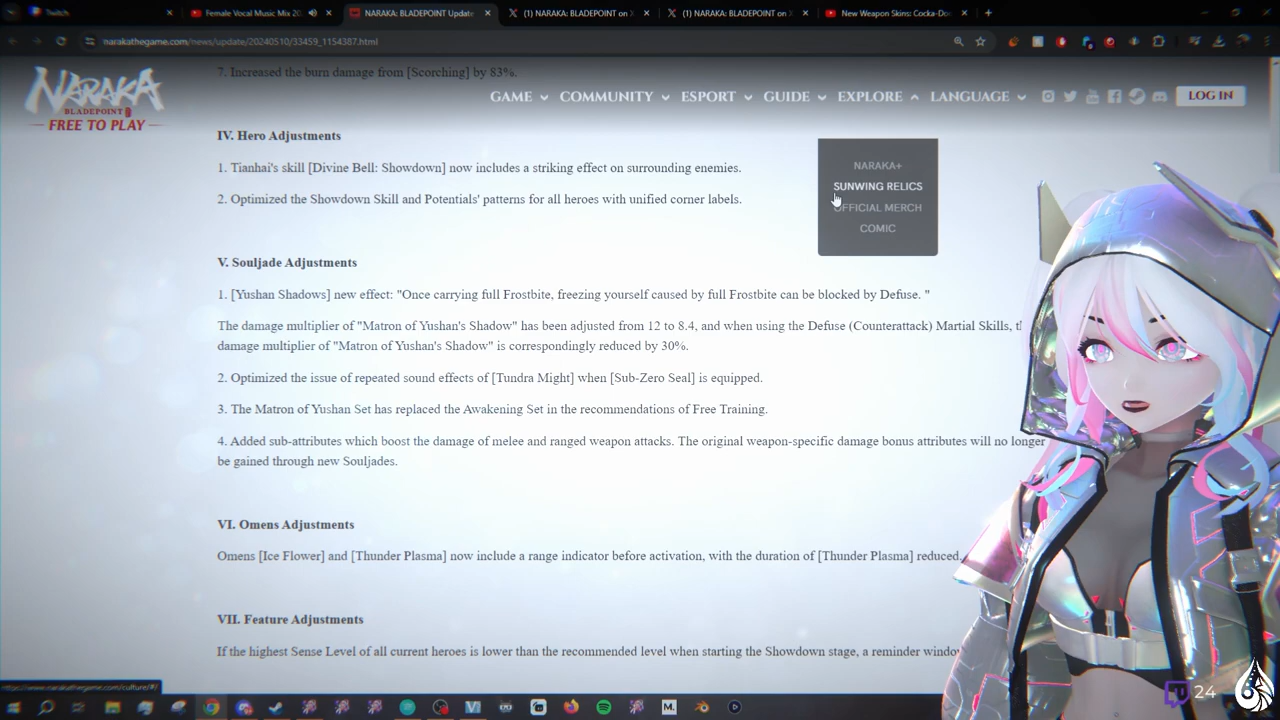 Twitch
Female Vocal Music Mix 20
NARAKA: BLADEPOINT Update
(1) NARAKA: BLADEPOINT on X
(1) NARAKA: BLADEPOINT on X
New Weapon Skins: Cocka-Doo
narakathegame.com/news/update/20240510/33459_1154387.html
7. Increased the burn damage from [Scorching] by 83%.
NARAKA
BLADEPOINT
FREE TO PLAY
GAME
COMMUNITY
ESPORT
GUIDE
EXPLORE
LANGUAGE
LOG IN
NARAKA+
SUNWING RELICS
OFFICIAL MERCH
COMIC
IV. Hero Adjustments
1. Tianhai's skill [Divine Bell: Showdown] now includes a striking effect on surrounding enemies.
2. Optimized the Showdown Skill and Potentials' patterns for all heroes with unified corner labels.
V. Souljade Adjustments
1. [Yushan Shadows] new effect: "Once carrying full Frostbite, freezing yourself caused by full Frostbite can be blocked by Defuse. "
The damage multiplier of "Matron of Yushan's Shadow" has been adjusted from 12 to 8.4, and when using the Defuse (Counterattack) Martial Skills, t
damage multiplier of "Matron of Yushan's Shadow" is correspondingly reduced by 30%.
2. Optimized the issue of repeated sound effects of [Tundra Might] when [Sub-Zero Seal] is equipped.
3. The Matron of Yushan Set has replaced the Awakening Set in the recommendations of Free Training.
4. Added sub-attributes which boost the damage of melee and ranged weapon attacks. The original weapon-specific damage bonus attributes will no longer
be gained through new Souljades.
VI. Omens Adjustments
Omens [Ice Flower] and [Thunder Plasma] now include a range indicator before activation, with the duration of [Thunder Plasma] reduced.
VII. Feature Adjustments
If the highest Sense Level of all current heroes is lower than the recommended level when starting the Showdown stage, a reminder window
https://www.narakathegame.com/culture/#/
M.
24